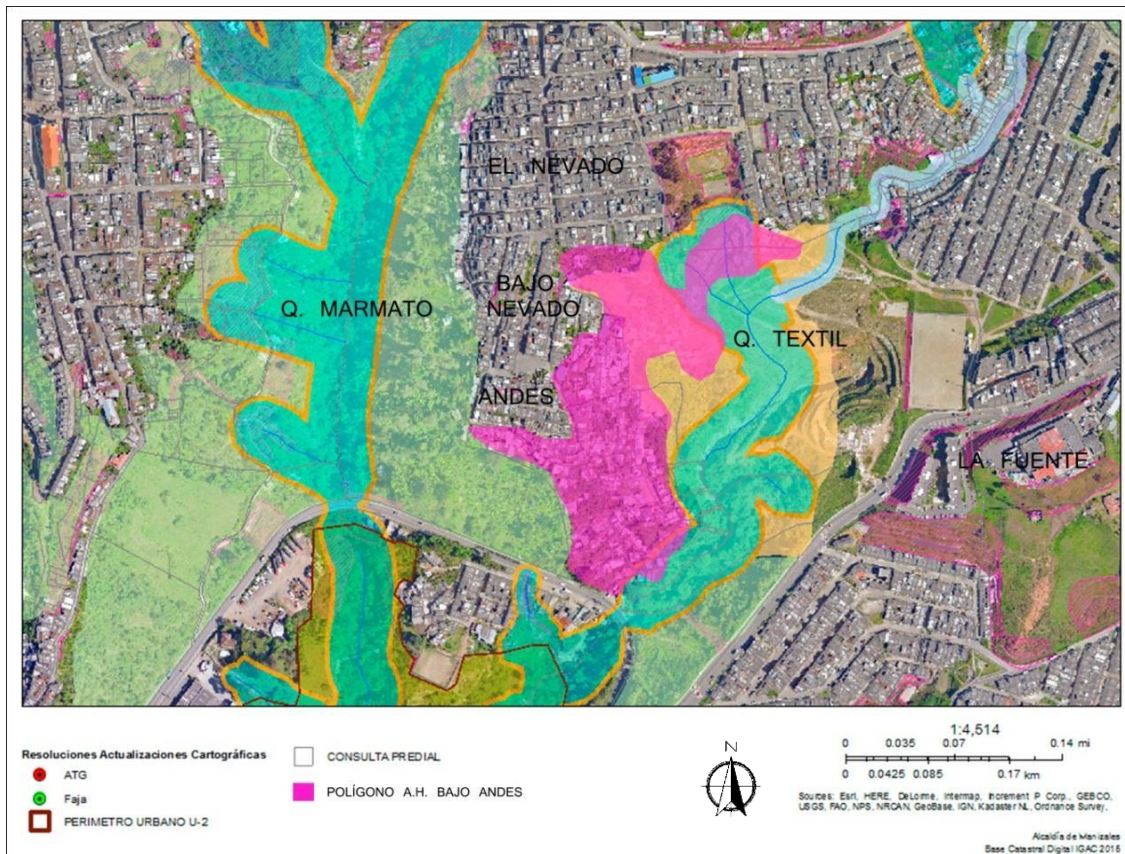 EL NEVADO
BAJO
NEVADO
Q. MARMATO
Q. TEXTIL
ANDES
LA FUENTE
Resoluciones Actualizaciones Cartográficas
ATG
Faja
PERIMETRO URBANO U-2
CONSULTA PREDIAL
POLÍGONO A.H. BAJO ANDES
N
1:4,514
0 0.035 0.07 0.14 mi
0 0.0425 0.085 0.17 km
Sources: Esri, HERE, DeLorme, Intermap, Increment P Corp., GEBCO,
USGS, FAO, NPS, NRCAN, GeoBase, IGN, Kadaster NL, Ordnance Survey,
Alcaldía de Manizales
Base Catastral Digital IGAC 2015